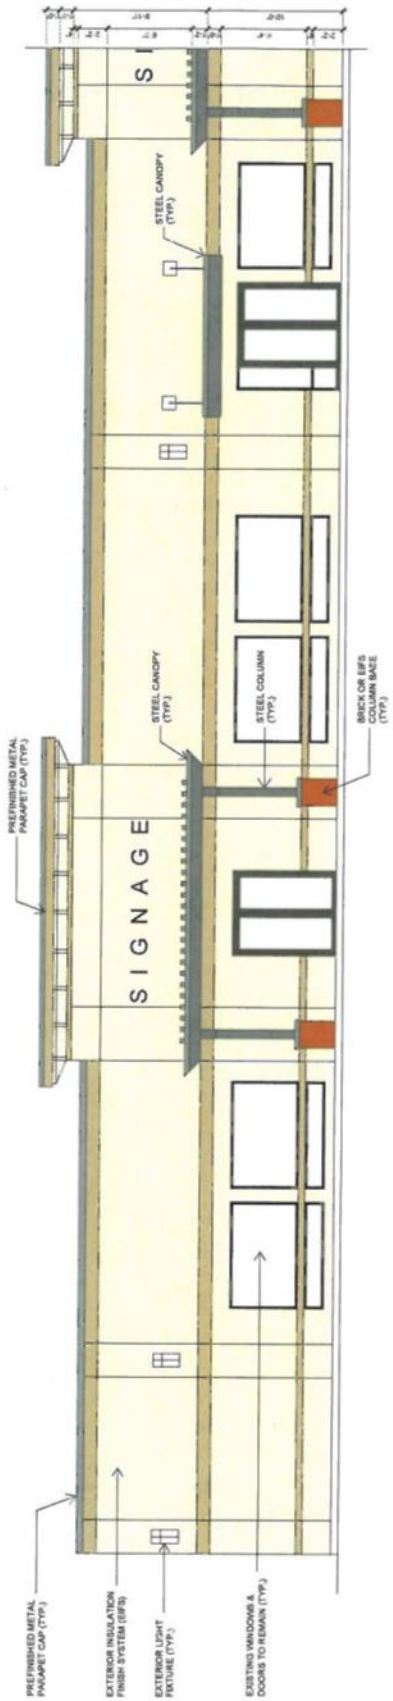 PREFINISHED METAL
PARAPET CAP (TYP.)
EXTERIOR INSULATION
FINISH SYSTEM (EIFS)
EXTERIOR LIGHT
FIXTURE (TYP.)
EXISTING WINDOWS &
DOORS TO REMAIN (TYP.)
PREFINISHED METAL
PARAPET CAP (TYP.)
SIGNAGE
STEEL CANOPY
(TYP.)
STEEL COLUMN
(TYP.)
BRICK OR EIFS
COLUMN BASE
(TYP.)
STEEL CANOPY
(TYP.)
SI